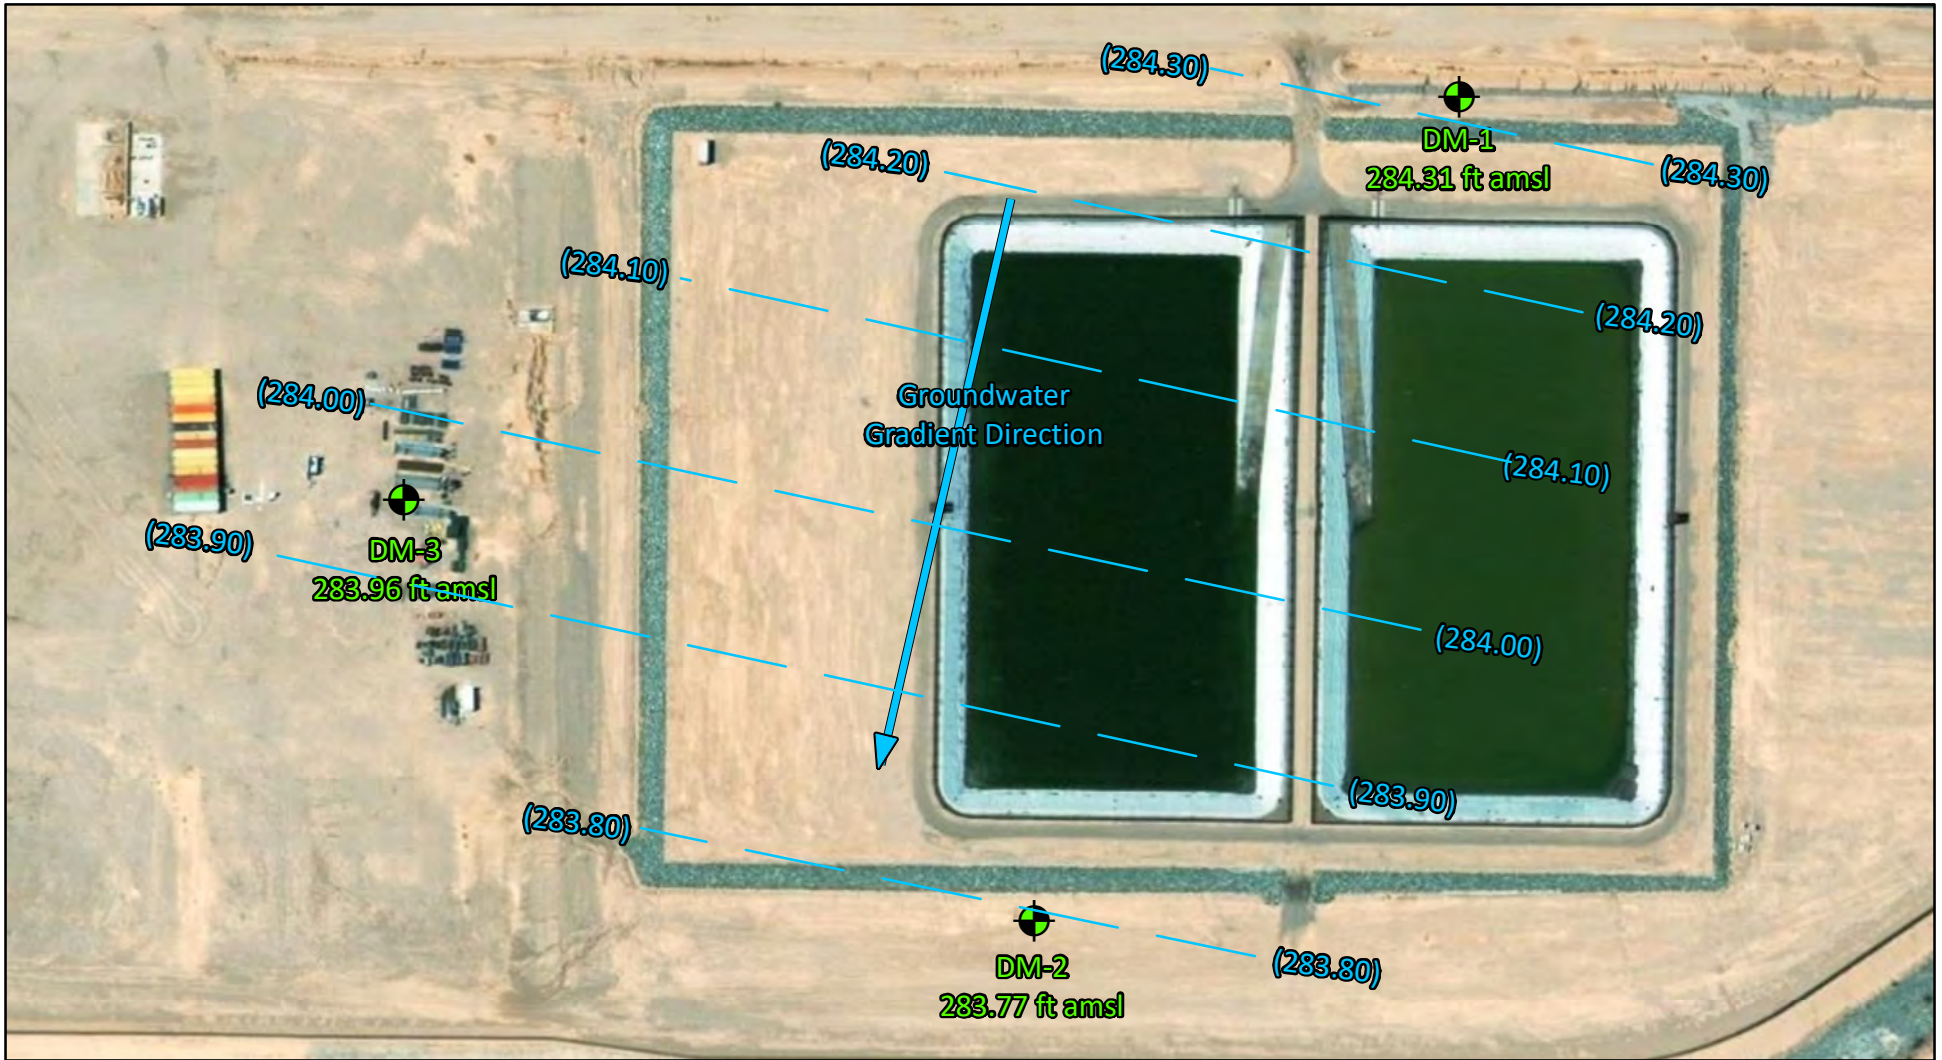 (284.30)
DM-1
284.31 ft amsl
(284.30)
(284.20)
(284.10)
(284.20)
(284.00)
Groundwater
Gradient Direction
(284.10)
(283.90)
DM-3
283.96 ft amsl
(284.00)
(283.90)
(283.80)
DM-2
283.77 ft amsl
(283.80)